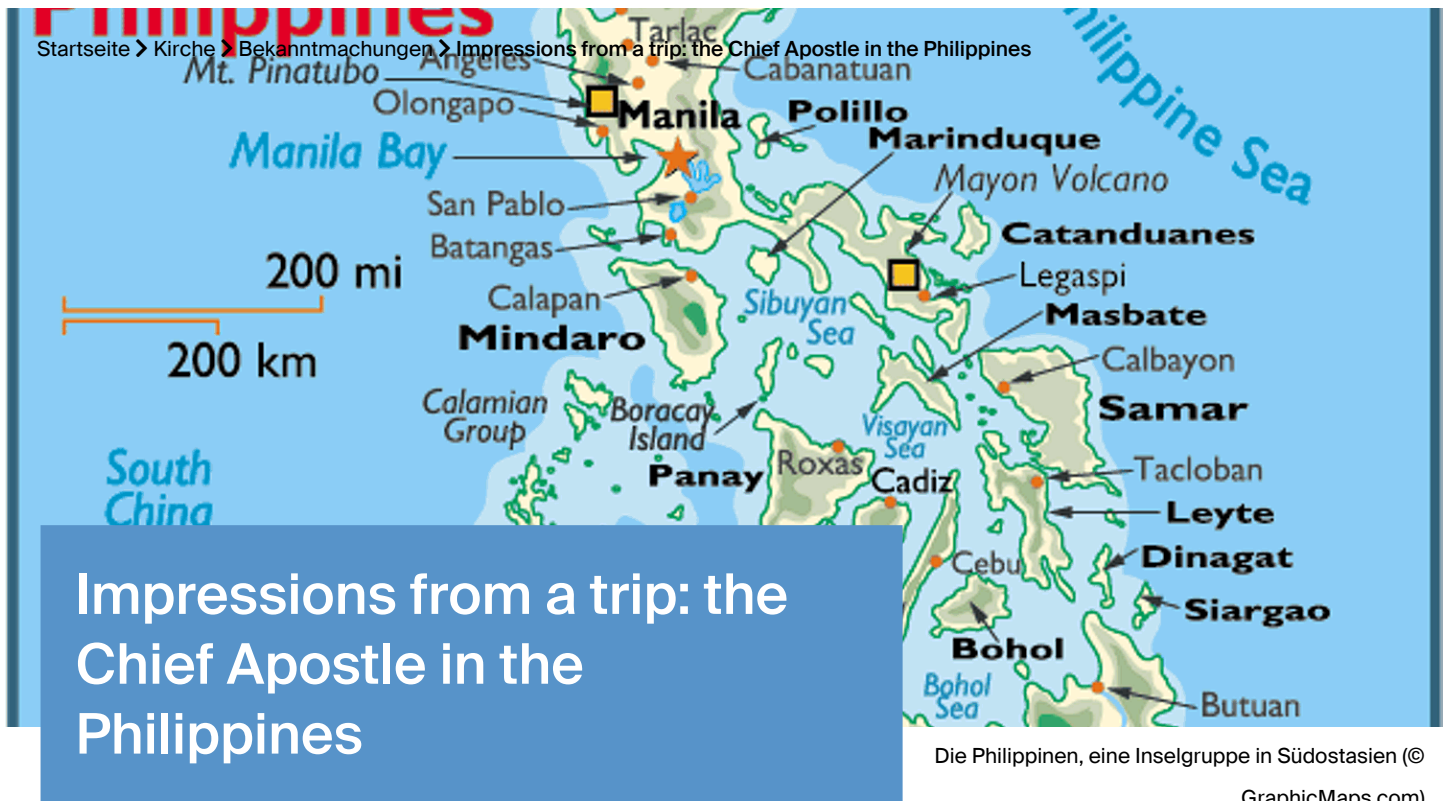 Philippines
Startseite > Kirche > Bekanntmachungen > Impressions from a trip: the Chief Apostle in the Philippines
Tarlac
Mt. Pinatubo
Angeles
Cabanatuan
Olongapo
Manila
Polillo
Philippine Sea
Marinduque
Manila Bay
Mayon Volcano
San Pablo
Catanduanes
Batangas
200 mi
Legaspi
Calapan
Sibuyan
Sea
Masbate
Mindaro
200 km
Calbayon
Calamian
Group
Boracay
Island
Samar
Visayan
Sea
South
China
Panay
Roxas
Cadiz
Tacloban
Leyte
Dinagat
Cebu
Siargao
Bohol
Bohol
Sea
Butuan
Impressions from a trip: the
Chief Apostle in the
Philippines
Die Philippinen, eine Inselgruppe in Südostasien (©
GraphicMaps.com)